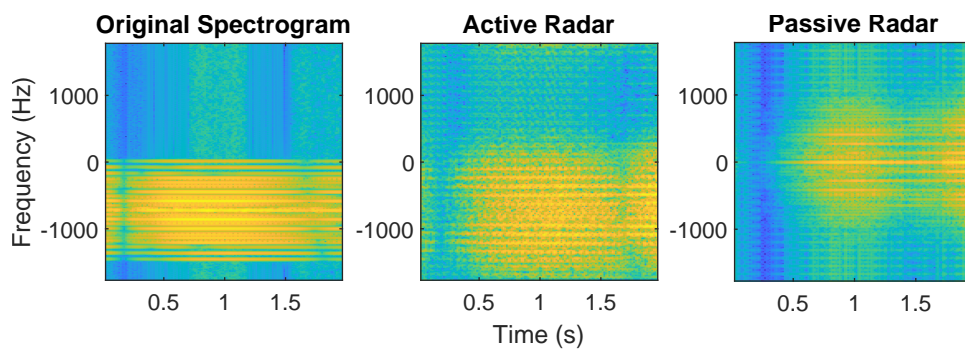 Original Spectrogram
Active Radar
Passive Radar
Frequency (Hz)
1000
0
-1000
1000
0
-1000
1000
0
-1000
0.5 1 1.5
0.5 1 1.5
0.5 1 1.5
Time (s)